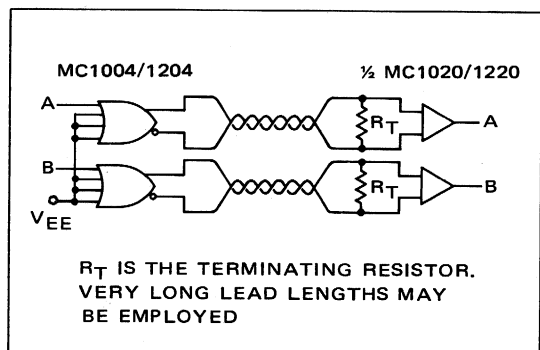 MC1004/1204 ½ MC1020/1220
A RT A
B RT B
VEE
RT IS THE TERMINATING RESISTOR.
VERY LONG LEAD LENGTHS MAY
BE EMPLOYED